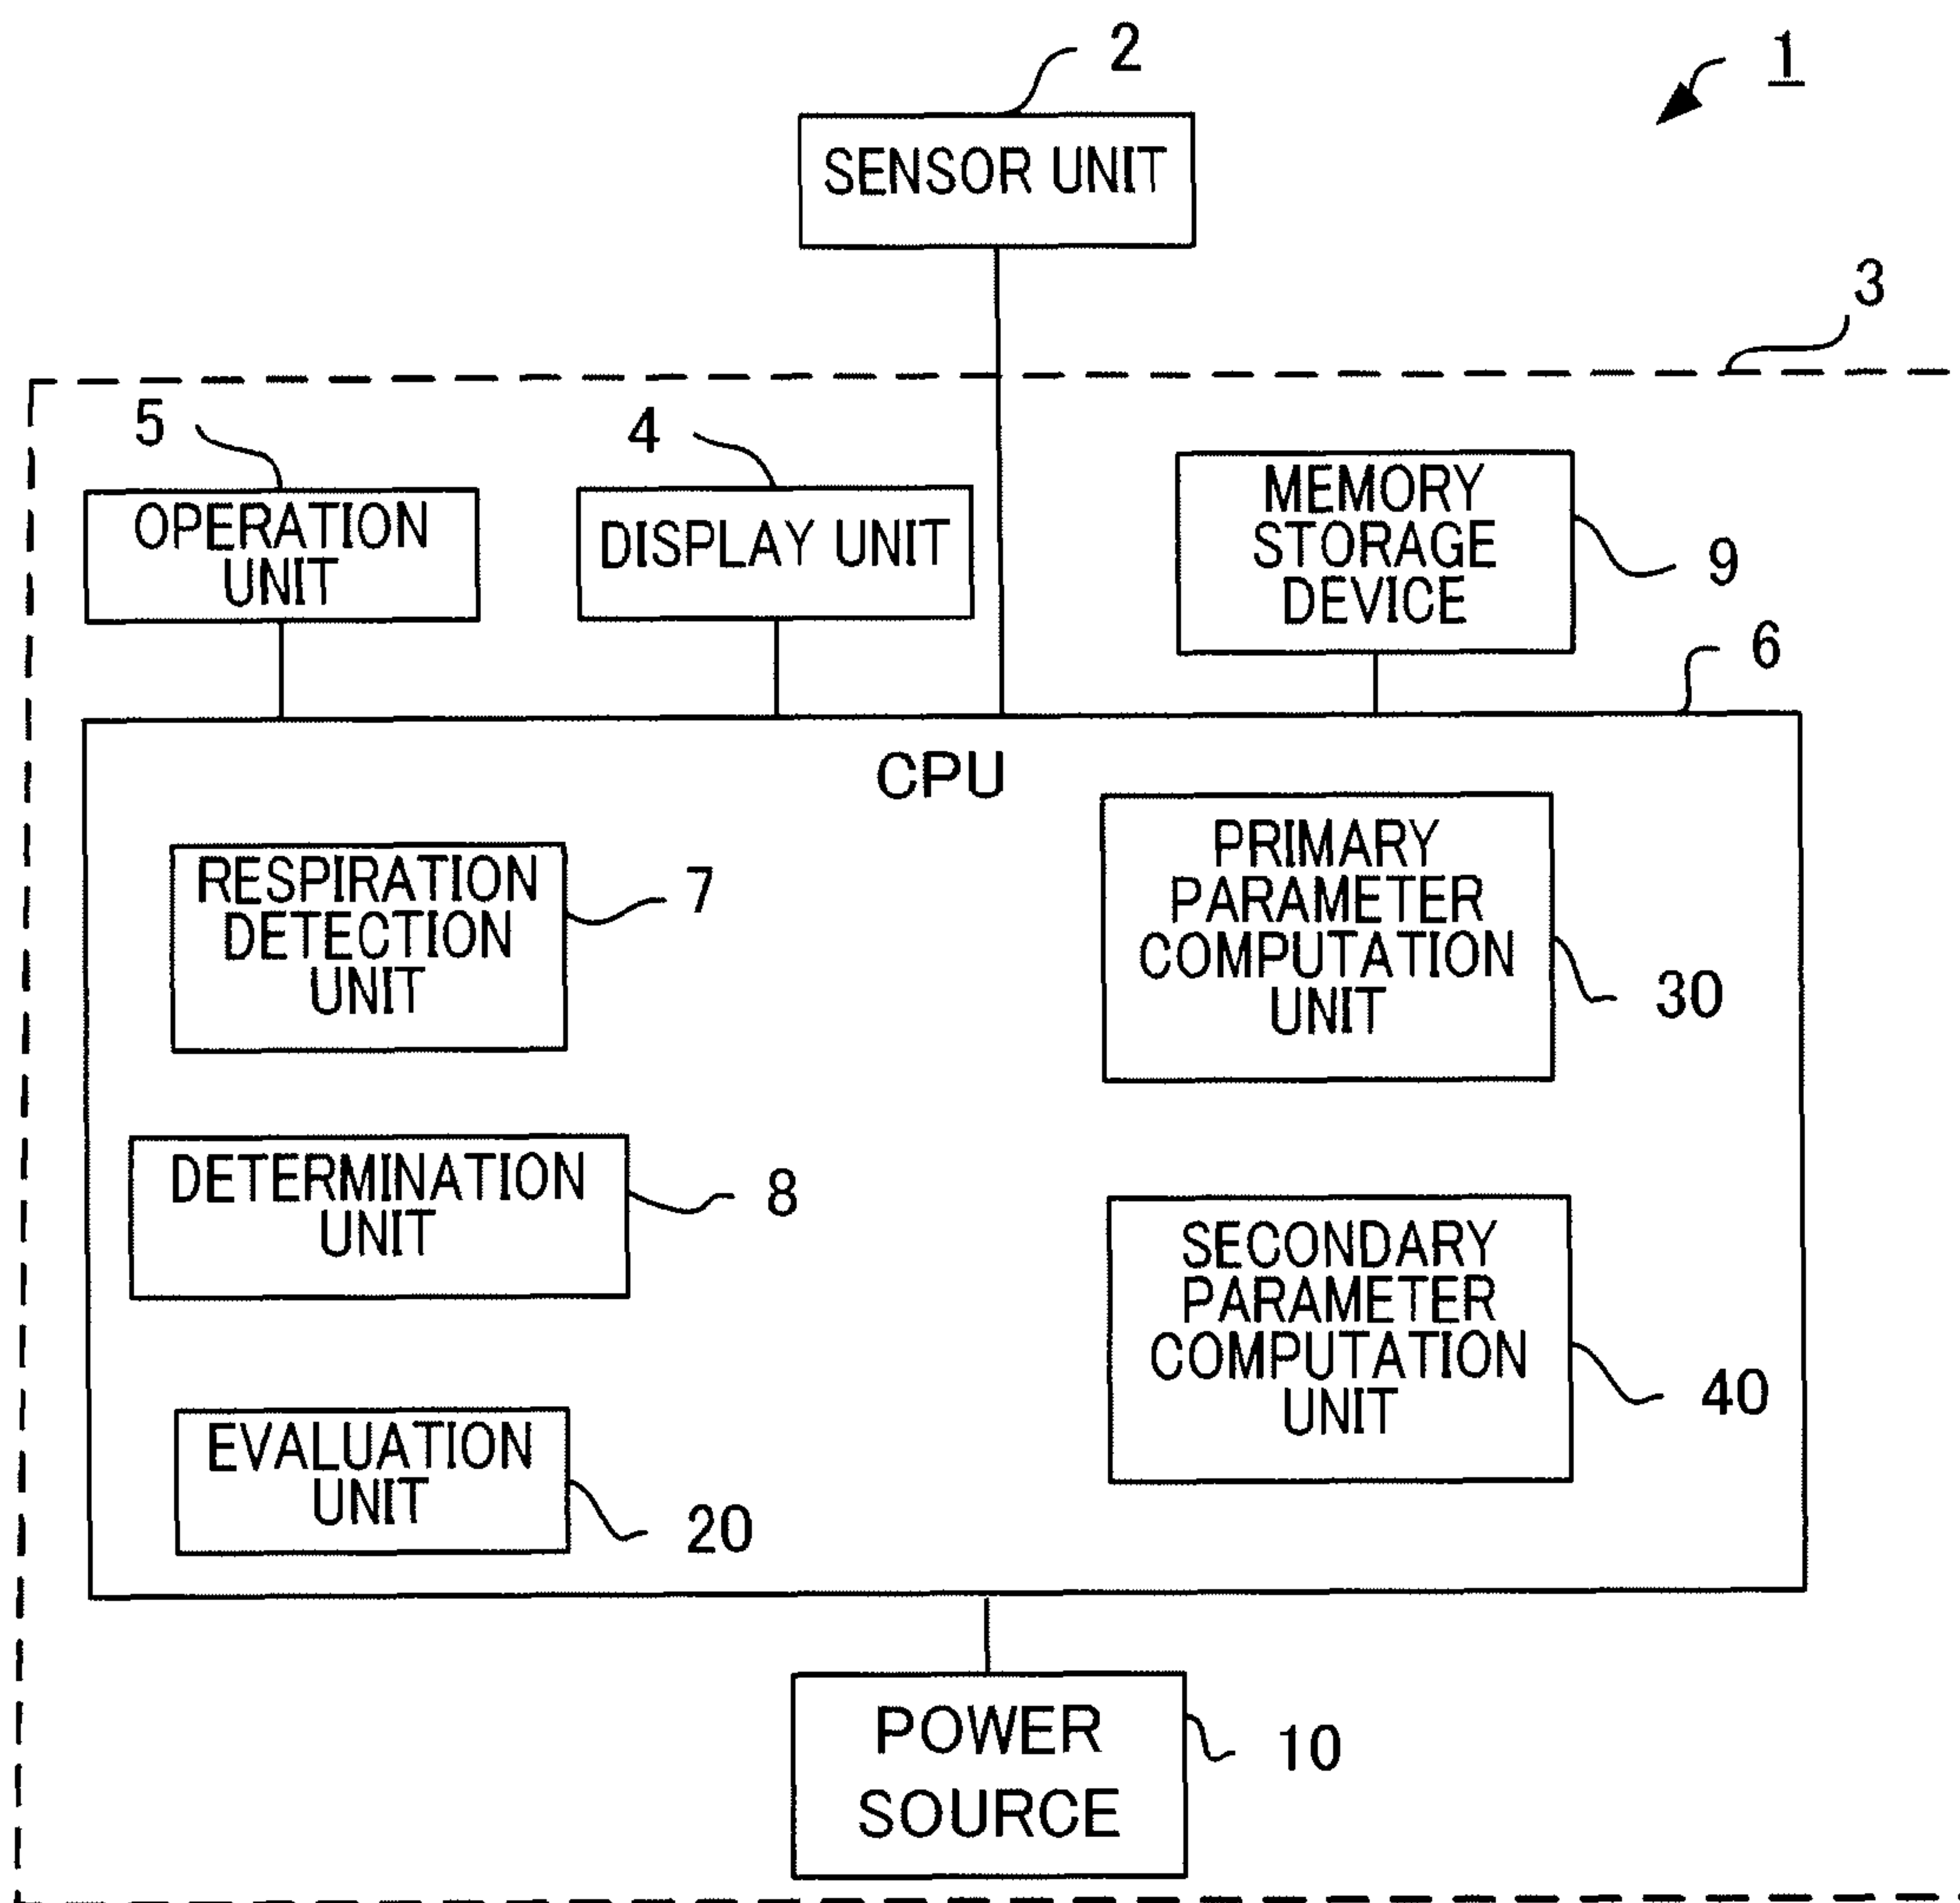 2
1
SENSOR UNIT
3
5
4
OPERATION
UNIT
DISPLAY UNIT
MEMORY
STORAGE
DEVICE
9
6
CPU
RESPIRATION
DETECTION
UNIT
7
PRIMARY
PARAMETER
COMPUTATION
UNIT
30
DETERMINATION
UNIT
8
SECONDARY
PARAMETER
COMPUTATION
UNIT
40
EVALUATION
UNIT
20
POWER
SOURCE
10